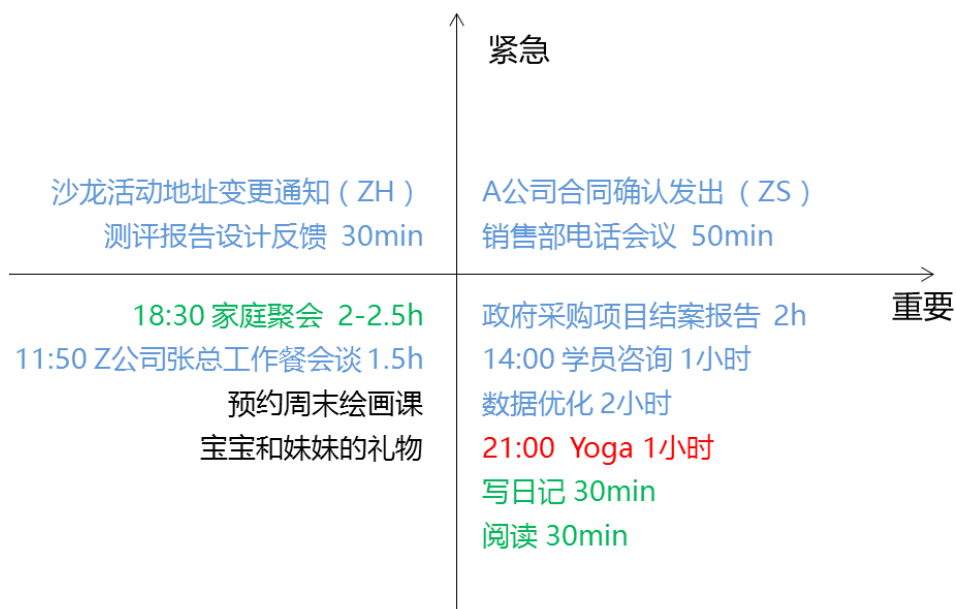 紧急
沙龙活动地址变更通知（ZH）
测评报告设计反馈 30min
A公司合同确认发出（ZS）
销售部电话会议 50min
重要
18:30 家庭聚会 2-2.5h
11:50 Z公司张总工作餐会谈 1.5h
预约周末绘画课
宝宝和妹妹的礼物
政府采购项目结案报告 2h
14:00 学员咨询 1小时
数据优化 2小时
21:00 Yoga 1小时
写日记 30min
阅读 30min